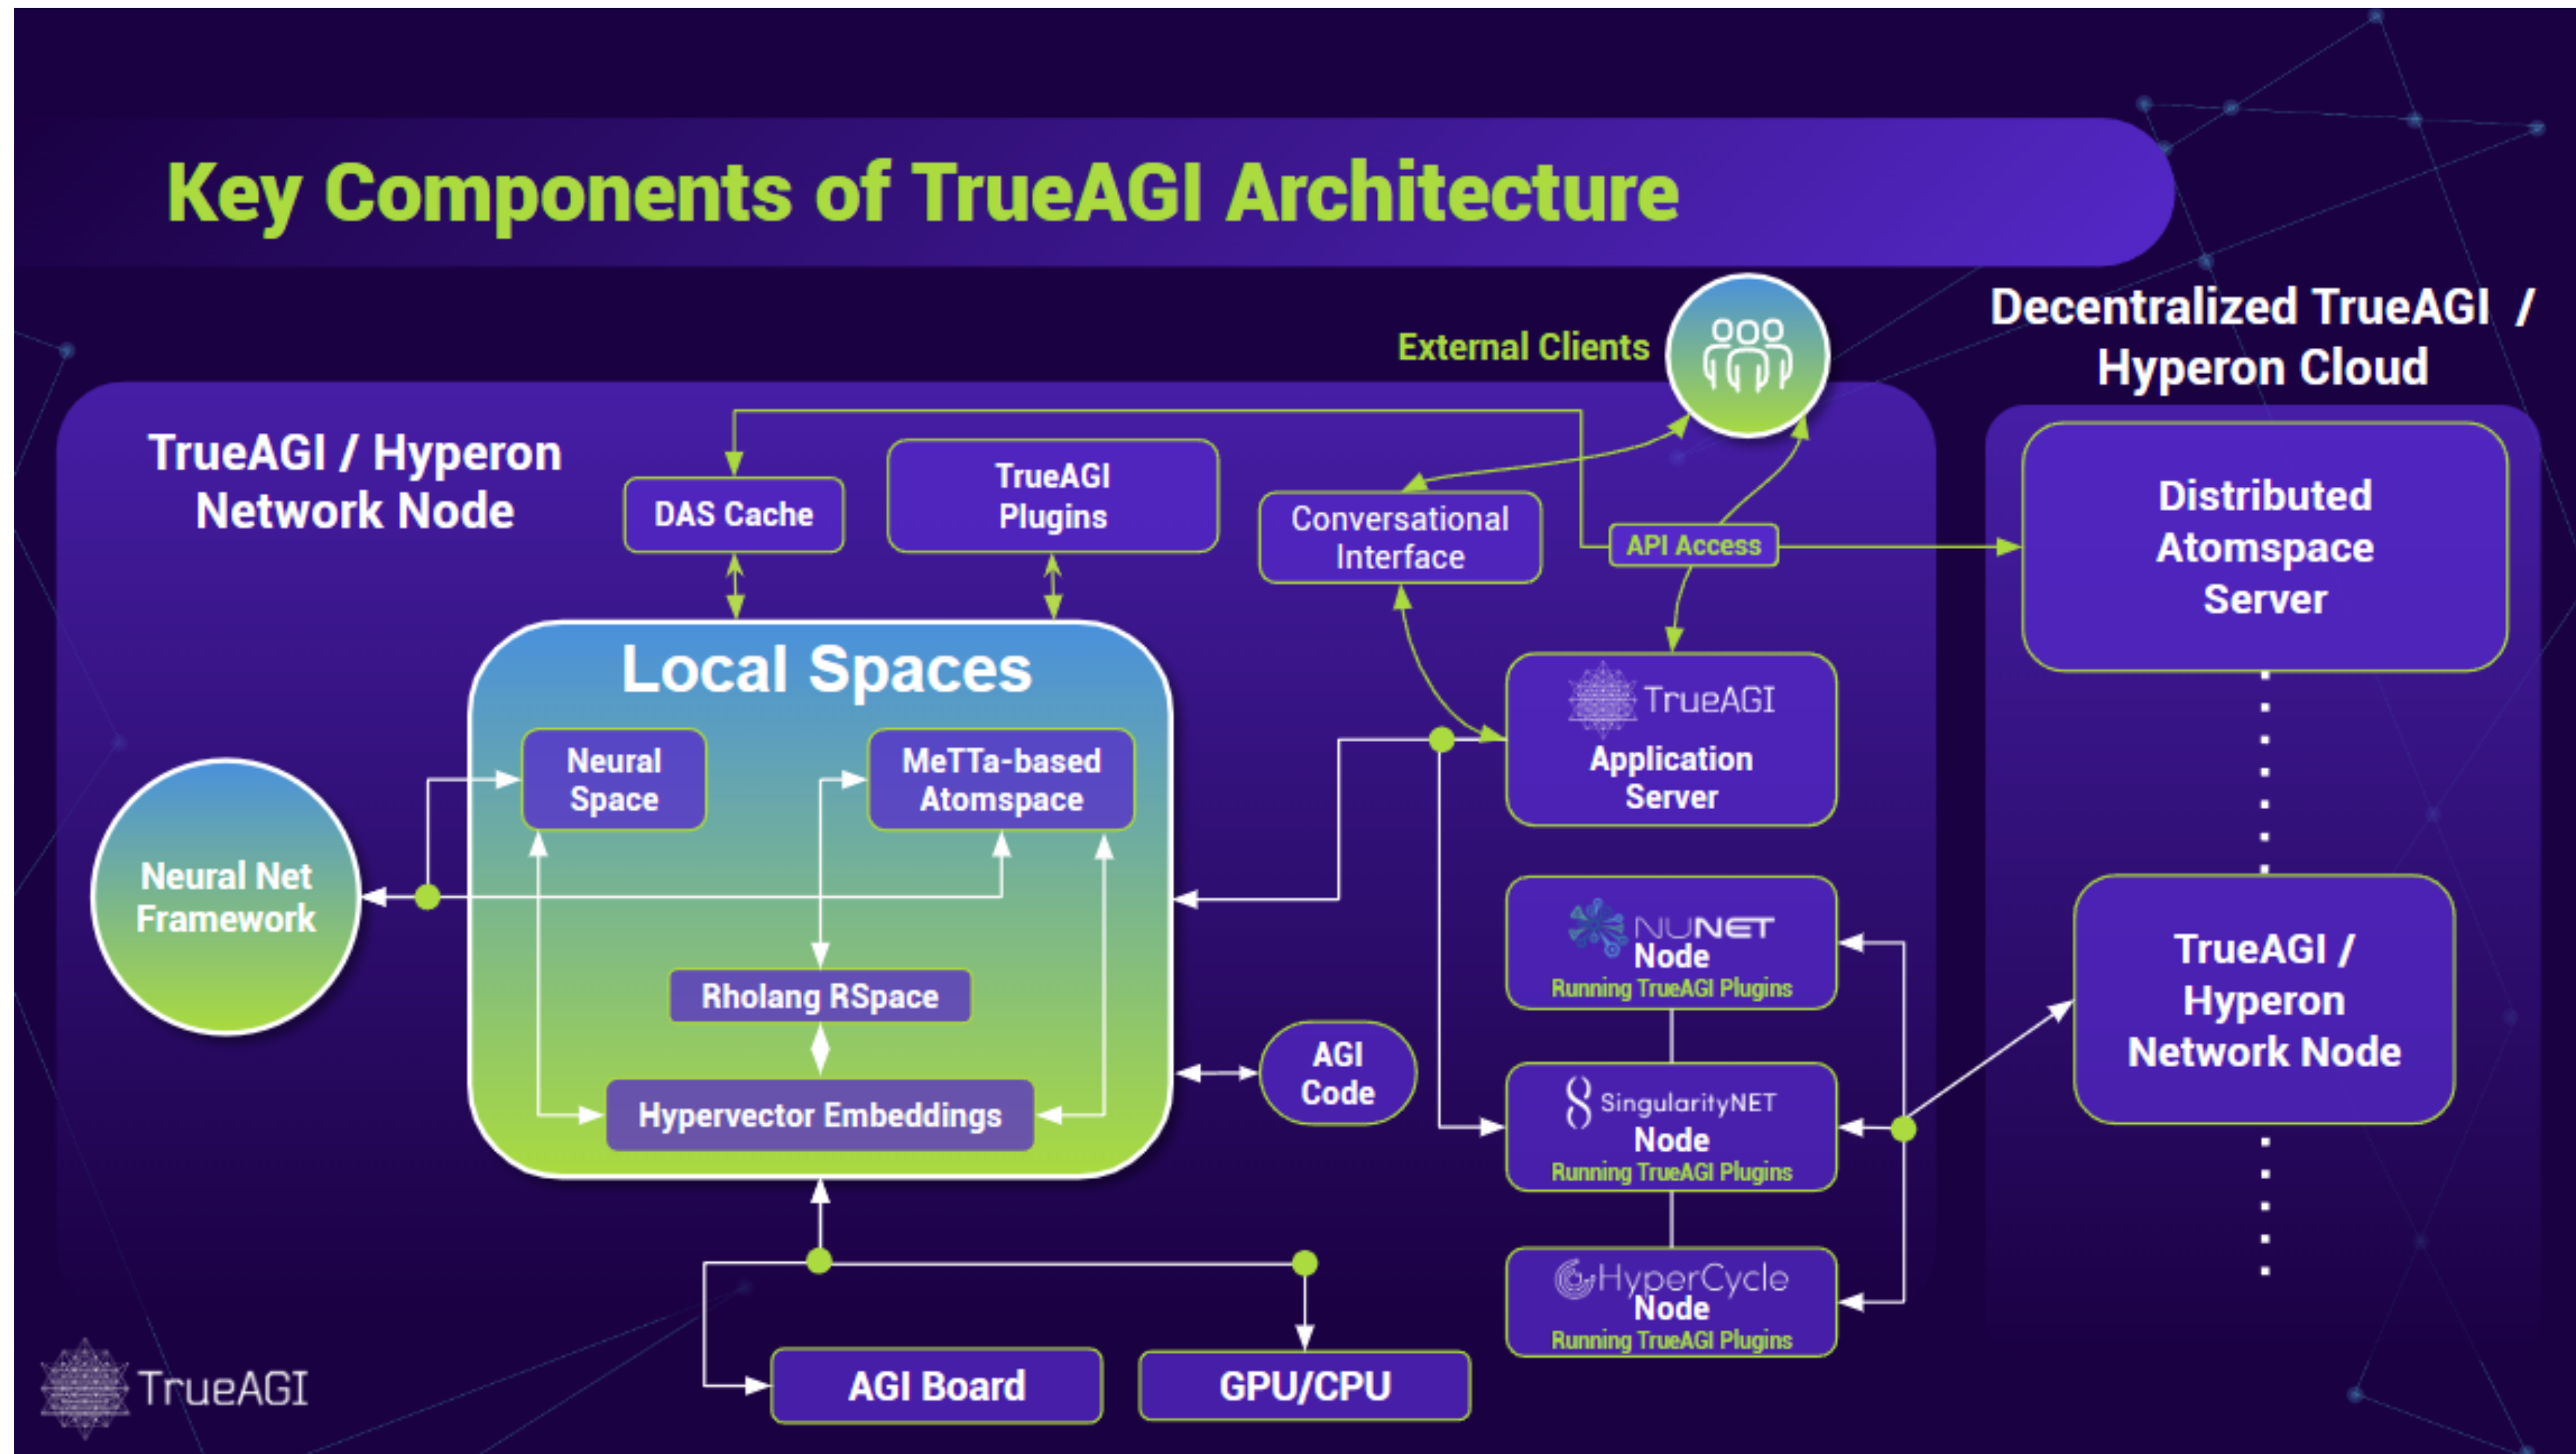 Key Components of TrueAGI Architecture
External Clients
Decentralized TrueAGI /
Hyperon Cloud
TrueAGI / Hyperon
Network Node
DAS Cache
TrueAGI
Plugins
Conversational
Interface
API Access
Distributed
Atomspace
Server
Local Spaces
Neural
Space
MeTTa-based
Atomspace
TrueAGI
Application
Server
Neural Net
Framework
Rholang RSpace
Hypervector Embeddings
AGI
Code
NUNET
Node
Running TrueAGI Plugins
SingularityNET
Node
Running TrueAGI Plugins
HyperCycle
Node
Running TrueAGI Plugins
TrueAGI /
Hyperon
Network Node
AGI Board
GPU/CPU
TrueAGI